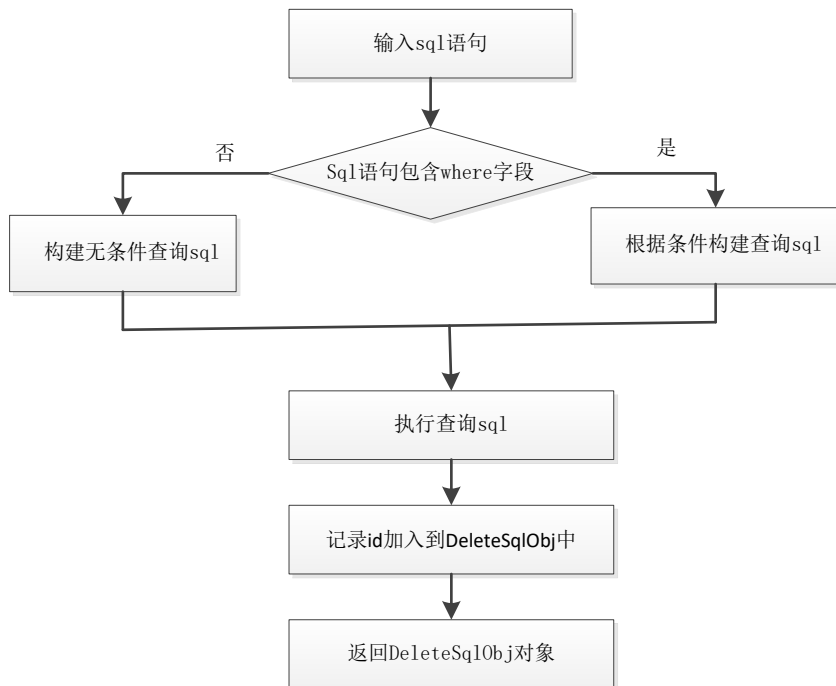 输入sql语句
否
Sql语句包含where字段
是
构建无条件查询sql
根据条件构建查询sql
执行查询sql
记录id加入到DeleteSqlObj中
返回DeleteSqlObj对象